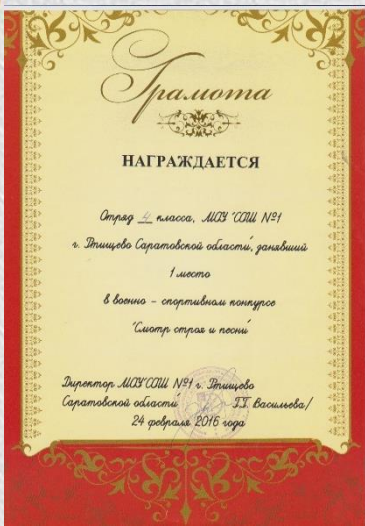 Грамота
НАГРАЖДАЕТСЯ
Отряд 4 класса, МОУ "СОШ №1
г. Ртищево Саратовской области", занявший
1 место
в военно - спортивном конкурсе
"Смотр строя и песни"
Директор МОУ"СОШ №1 г. Ртищево
Саратовской области" Васильева/
24 февраля 2016 года